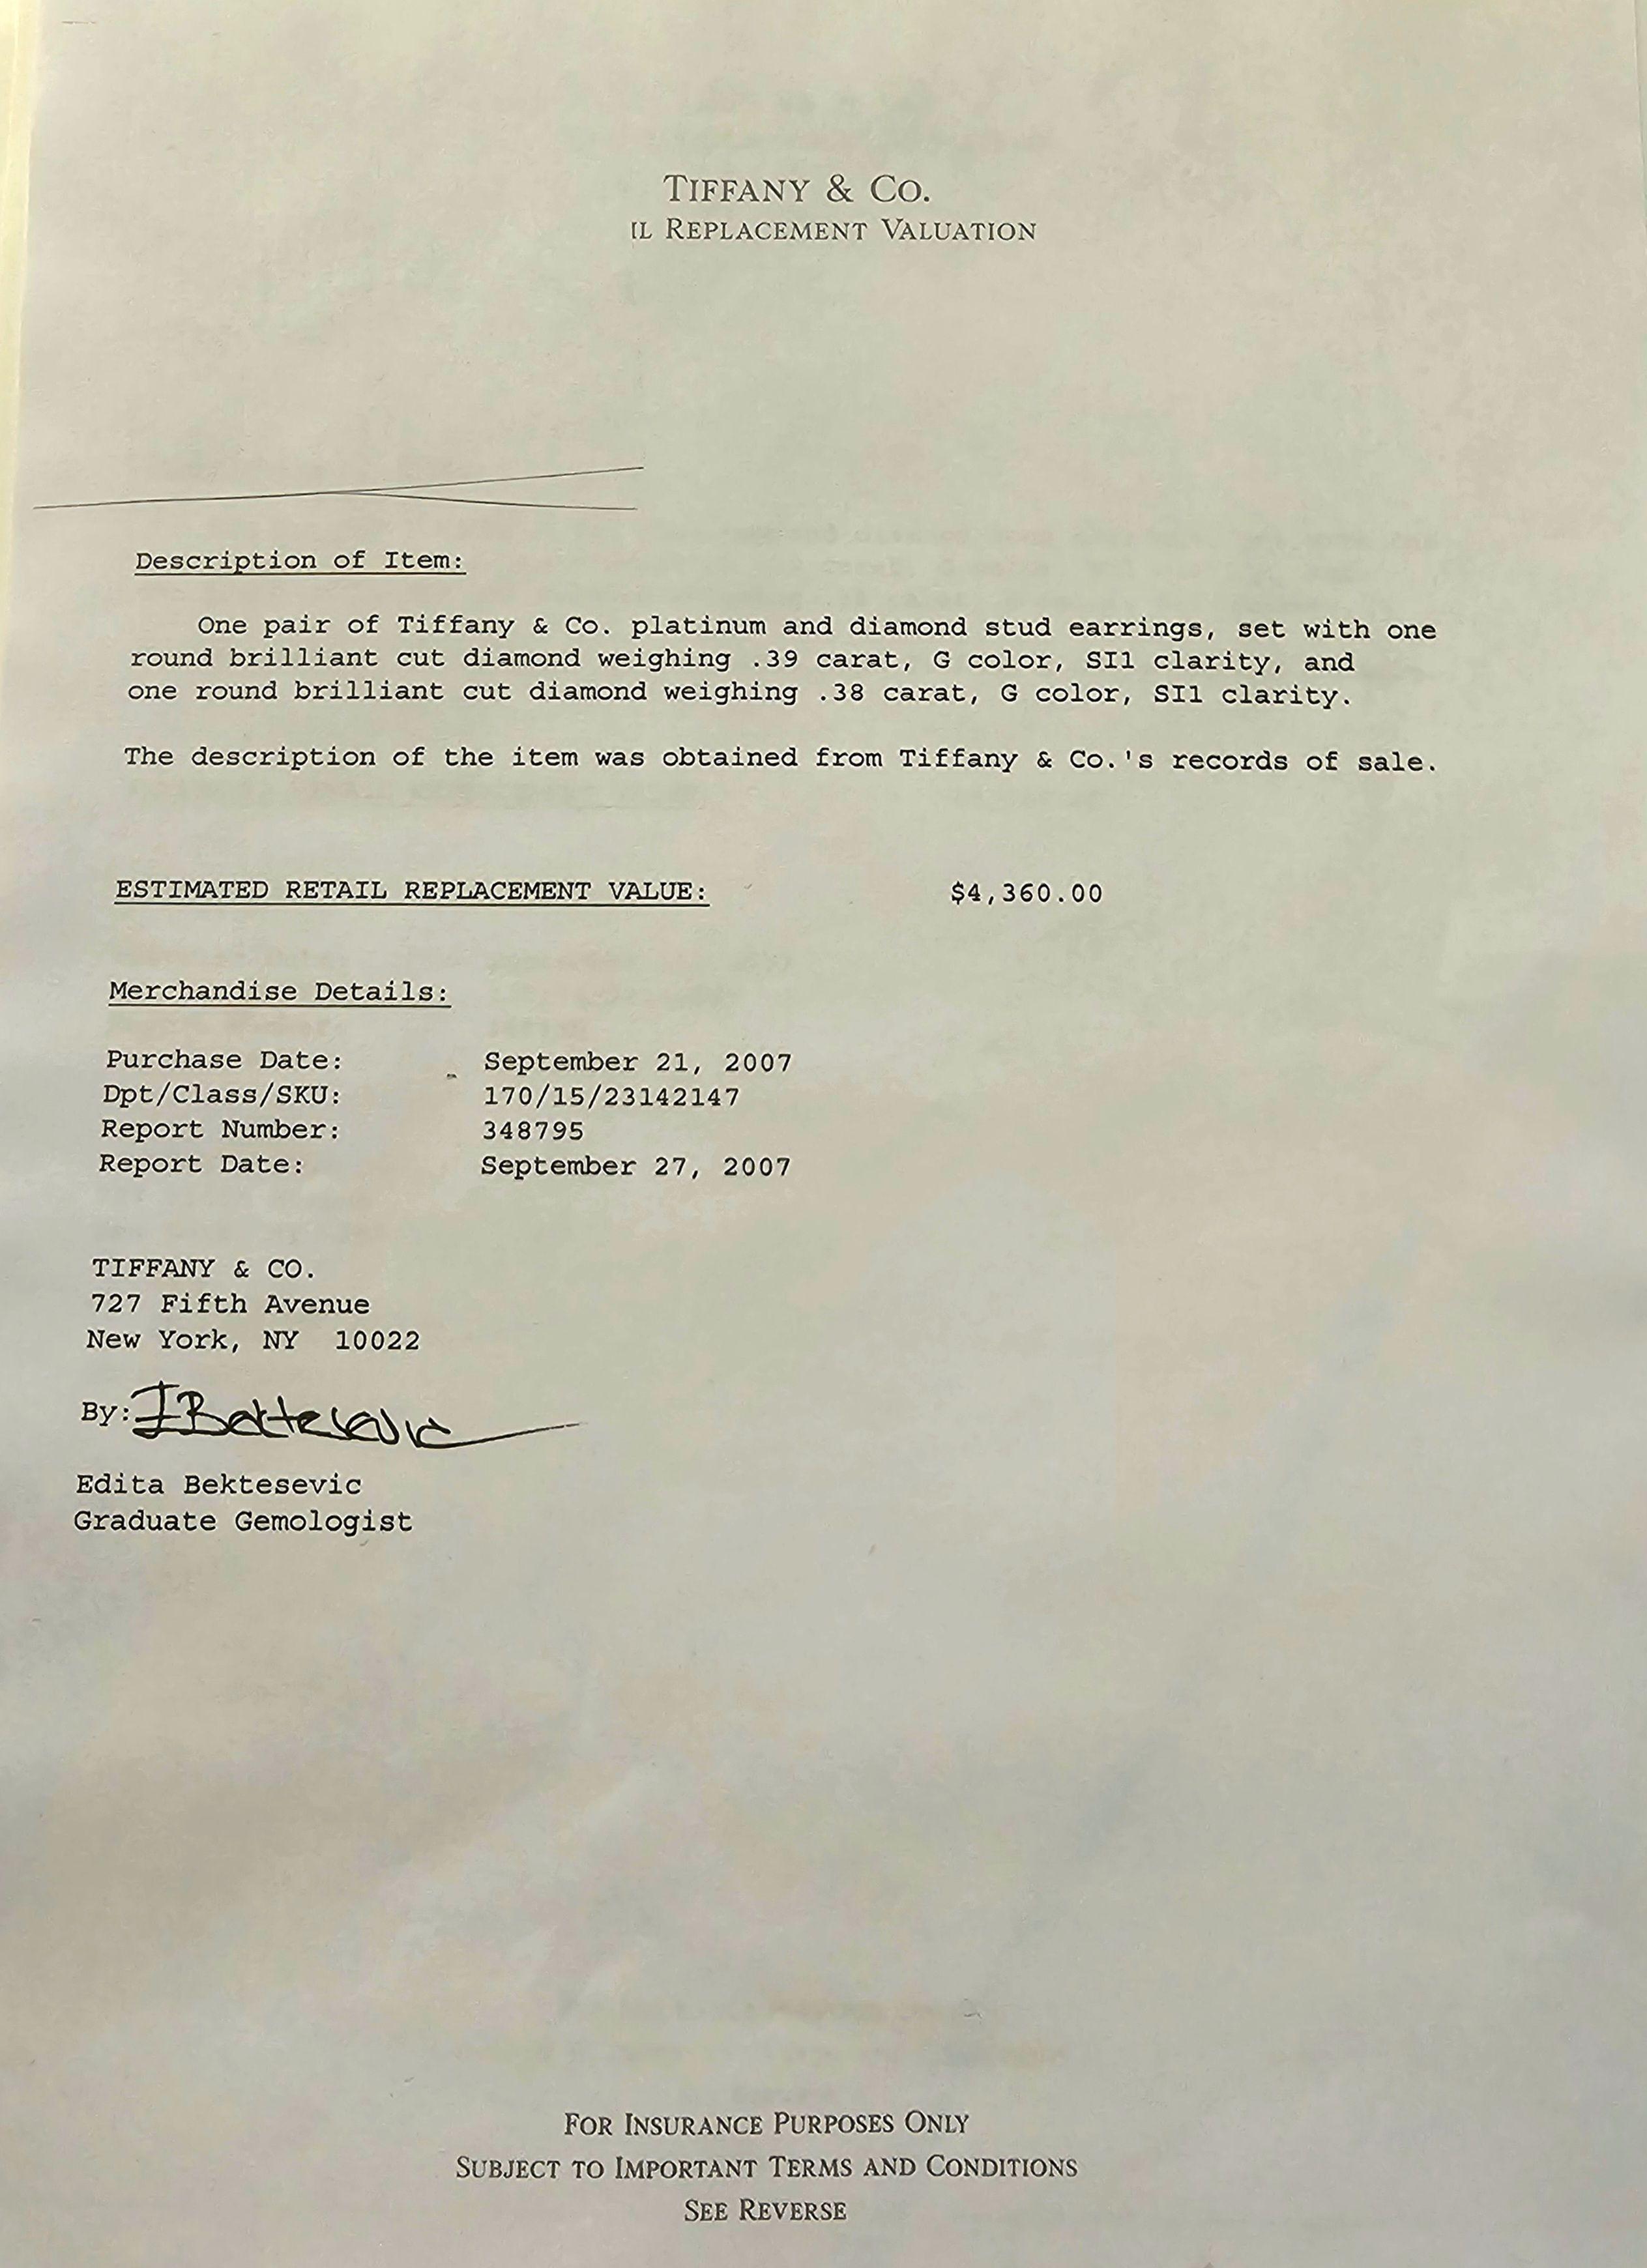 TIFFANY & CO.
IL REPLACEMENT VALUATION
Description of Item:
One pair of Tiffany & Co. platinum and diamond stud earrings, set with one
round brilliant cut diamond weighing .39 carat, G color, SI1 clarity, and
one round brilliant cut diamond weighing .38 carat, G color, SI1 clarity.
The description of the item was obtained from Tiffany & Co.'s records of sale.
ESTIMATED RETAIL REPLACEMENT VALUE: $4,360.00
Merchandise Details:
Purchase Date: September 21, 2007
Dpt/Class/SKU: 170/15/23142147
Report Number: 348795
Report Date: September 27, 2007
TIFFANY & CO.
727 Fifth Avenue
New York, NY 10022
By: EBektesevic
Edita Bektesevic
Graduate Gemologist
FOR INSURANCE PURPOSES ONLY
SUBJECT TO IMPORTANT TERMS AND CONDITIONS
SEE REVERSE